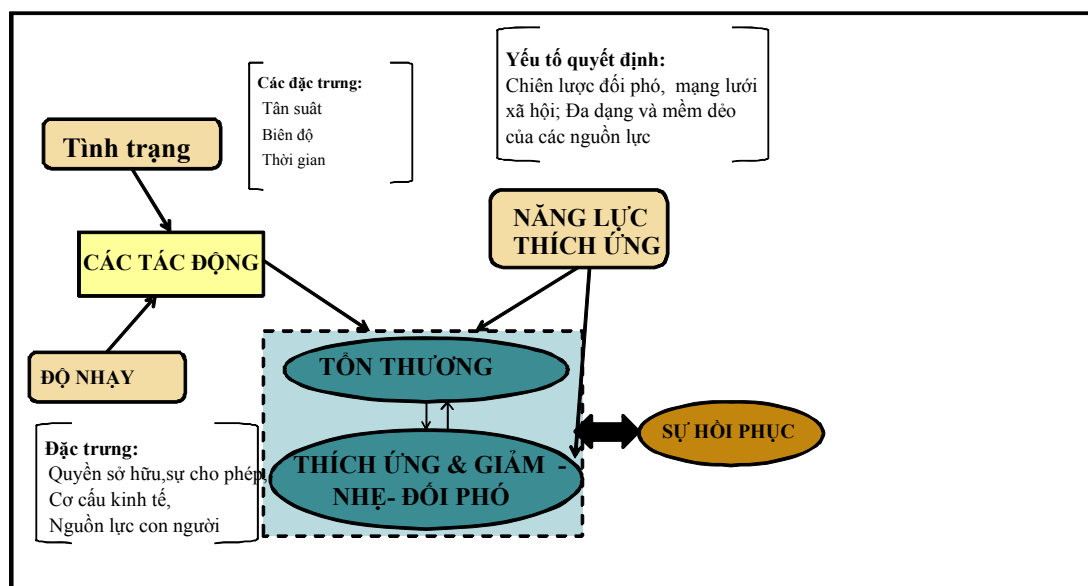 Yếu tố quyết định:
Chiên lược đối phó, mạng lưới
xã hội; Đa dạng và mềm dẻo
của các nguồn lực
Các đặc trưng:
Tân suât
Biên độ
Thời gian
Tình trạng
NĂNG LỰC
THÍCH ỨNG
CÁC TÁC ĐỘNG
TỔN THƯƠNG
ĐỘ NHẠY
SỰ HỒI PHỤC
Đặc trưng:
Quyền sở hữu,sự cho phép,
Cơ cấu kinh tế,
Nguồn lực con người
THÍCH ỨNG & GIẢM -
NHẸ- ĐỐI PHÓ